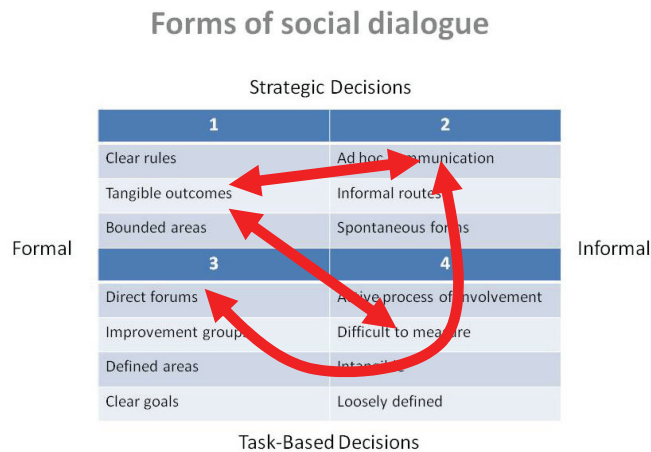 Forms of social dialogue
Strategic Decisions
1 2
Clear rules Ad hoc communication
Tangible outcomes Informal routes
Bounded areas Spontaneous forms
Formal Informal
3 4
Direct forums Active process of involvement
Improvement groups Difficult to measure
Defined areas Intangible
Clear goals Loosely defined
Task-Based Decisions